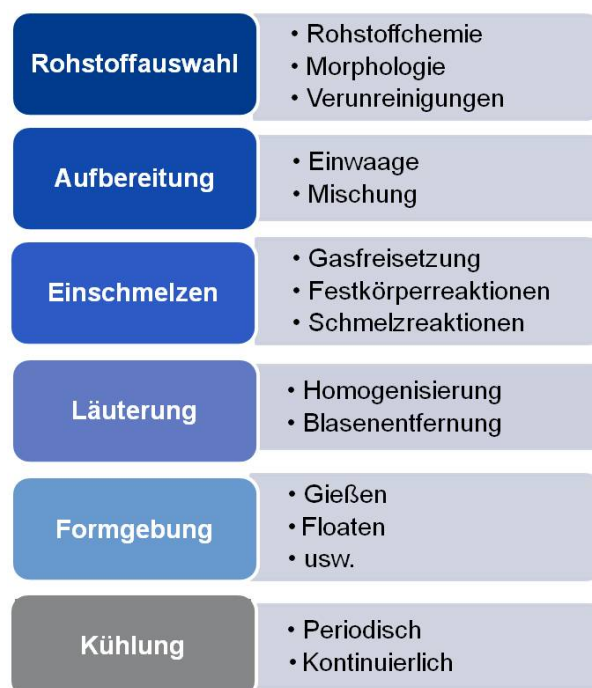 Rohstoffauswahl
• Rohstoffchemie
• Morphologie
• Verunreinigungen
Aufbereitung
• Einwaage
• Mischung
Einschmelzen
• Gasfreisetzung
• Festkörperreaktionen
• Schmelzreaktionen
Läuterung
• Homogenisierung
• Blasenentfernung
Formgebung
• Gießen
• Floaten
• usw.
Kühlung
• Periodisch
• Kontinuierlich